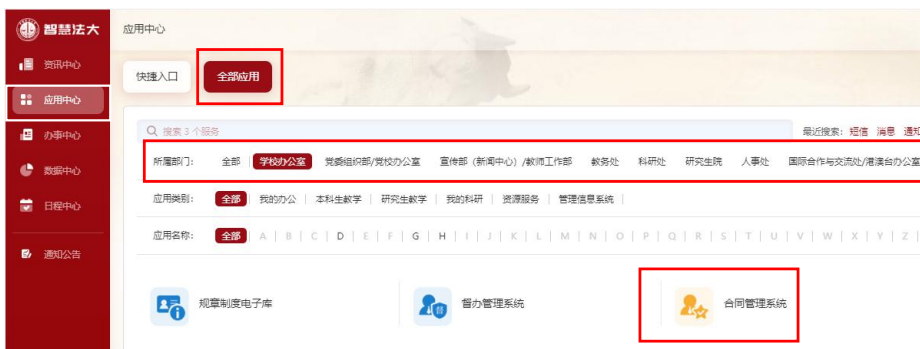 智慧法大
应用中心
资讯中心
快捷入口 全部应用
应用中心
搜索 3 个服务 最近搜索: 短信 消息 通知
办事中心
所属部门: 全部 学校办公室 党委组织部/党校办公室 宣传部 (新闻中心) /教师工作部 教务处 科研处 研究生院 人事处 国际合作与交流处/港澳台办公室
数据中心
应用类别: 全部 | 我的办公 | 本科生教学 | 研究生教学 | 我的科研 | 资源服务 | 管理信息系统 |
日程中心
应用名称: 全部 A | B | C | D | E | F | G | H | I | J | K | L | M | N | O | P | Q | R | S | T | U | V | W | X | Y | Z |
通知公告
规章制度电子库 督办管理系统 合同管理系统